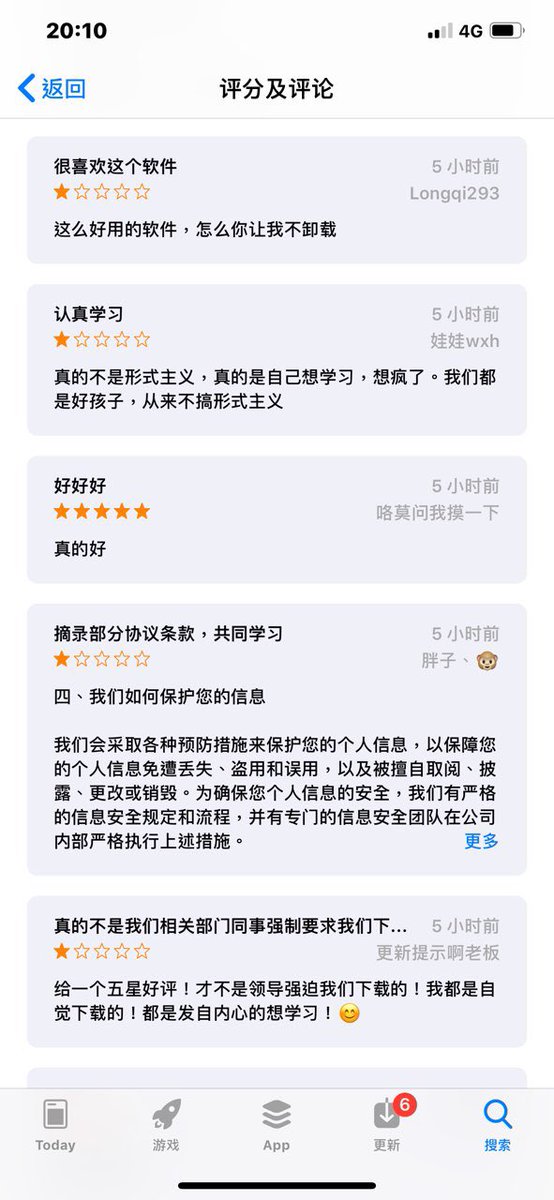 20:10
4G
返回
评分及评论
很喜欢这个软件
5 小时前
Longqi293
这么好用的软件，怎么你让我不卸载
认真学习
5 小时前
娃娃wxh
真的不是形式主义，真的是自己想学习，想疯了。我们都
是好孩子，从来不搞形式主义
好好好
5 小时前
咯莫问我摸一下
真的好
摘录部分协议条款，共同学习
5 小时前
胖子、🐵
四、我们如何保护您的信息
我们会采取各种预防措施来保护您的个人信息，以保障您
的个人信息免遭丢失、盗用和误用，以及被擅自取阅、披
露、更改或销毁。为确保您个人信息的安全，我们有严格
的信息安全规定和流程，并有专门的信息安全团队在公司
内部严格执行上述措施。
更多
真的不是我们相关部门同事强制要求我们下...
5 小时前
更新提示啊老板
给一个五星好评！才不是领导强迫我们下载的！我都是自
觉下载的！都是发自内心的想学习！😊
6
Today
游戏
App
更新
搜索